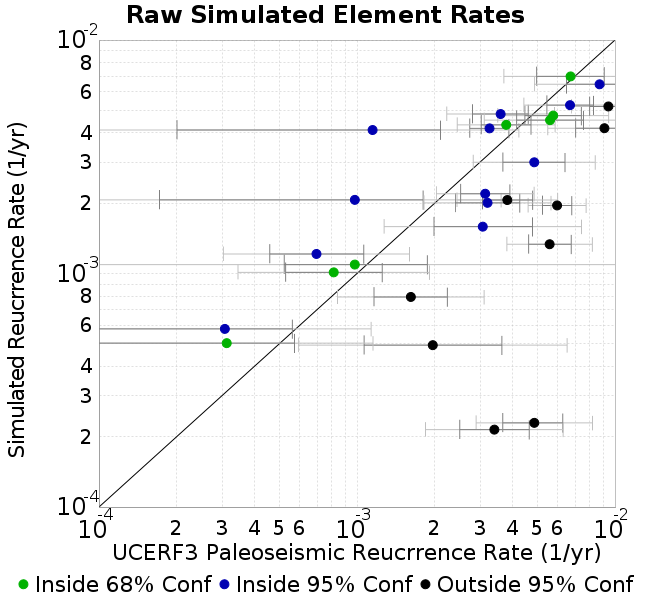 Raw Simulated Element Rates
10-2
8
6
4
3
2
10-3
8
6
4
3
2
10-4
Simulated Reucrrence Rate (1/yr)
10-4 2 3 4 5 6 10-3 2 3 4 5 6 10-2
UCERF3 Paleoseismic Reucrrence Rate (1/yr)
Inside 68% Conf Inside 95% Conf Outside 95% Conf